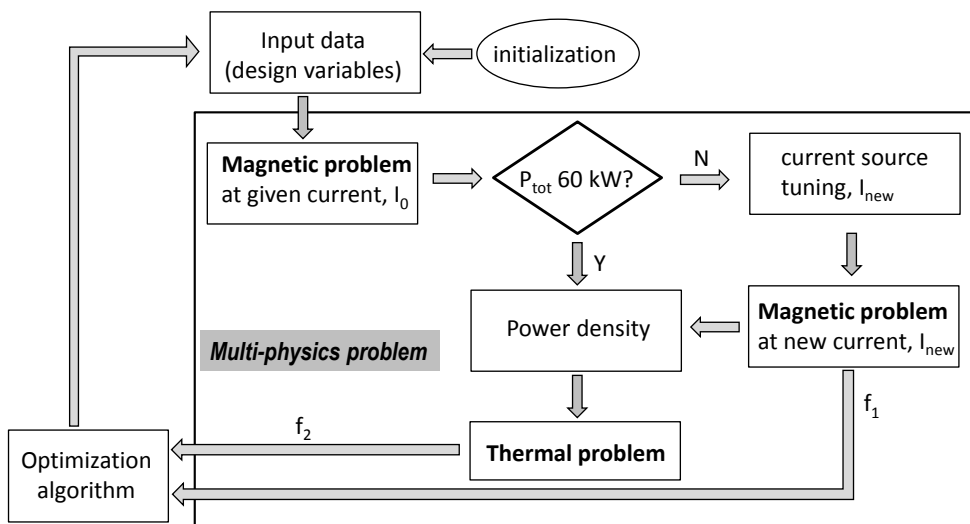 Input data
(design variables)
initialization
Magnetic problem
at given current, I₀
Pₜₒₜ 60 kW?
N
current source
tuning, Iₙₑw
Y
Power density
Magnetic problem
at new current, Iₙₑw
Multi-physics problem
f₁
f₂
Thermal problem
Optimization
algorithm